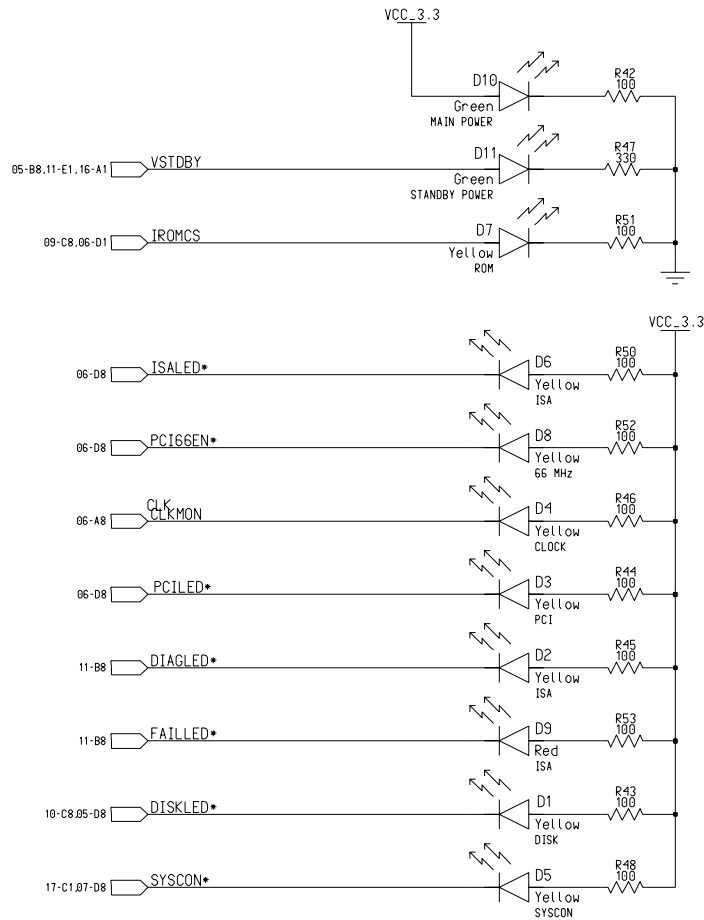 VCC_3.3
D10
R42
100
Green
MAIN POWER
05-B8,11-E1,16-A1
VSTDBY
D11
R47
330
Green
STANDBY POWER
09-C8,06-D1
IROMCS
D7
R51
100
Yellow
ROM
VCC_3.3
06-D8
ISALED*
D6
R50
100
Yellow
ISA
06-D8
PCI66EN*
D8
R52
100
Yellow
66 MHz
06-A8
CLK
CLKMON
D4
R46
100
Yellow
CLOCK
06-D8
PCILED*
D3
R44
100
Yellow
PCI
11-B8
DIAGLED*
D2
R45
100
Yellow
ISA
11-B8
FAILLED*
D9
R53
100
Red
ISA
10-C8,05-D8
DISKLED*
D1
R43
100
Yellow
DISK
17-C1,07-D8
SYSCON*
D5
R48
100
Yellow
SYSCON